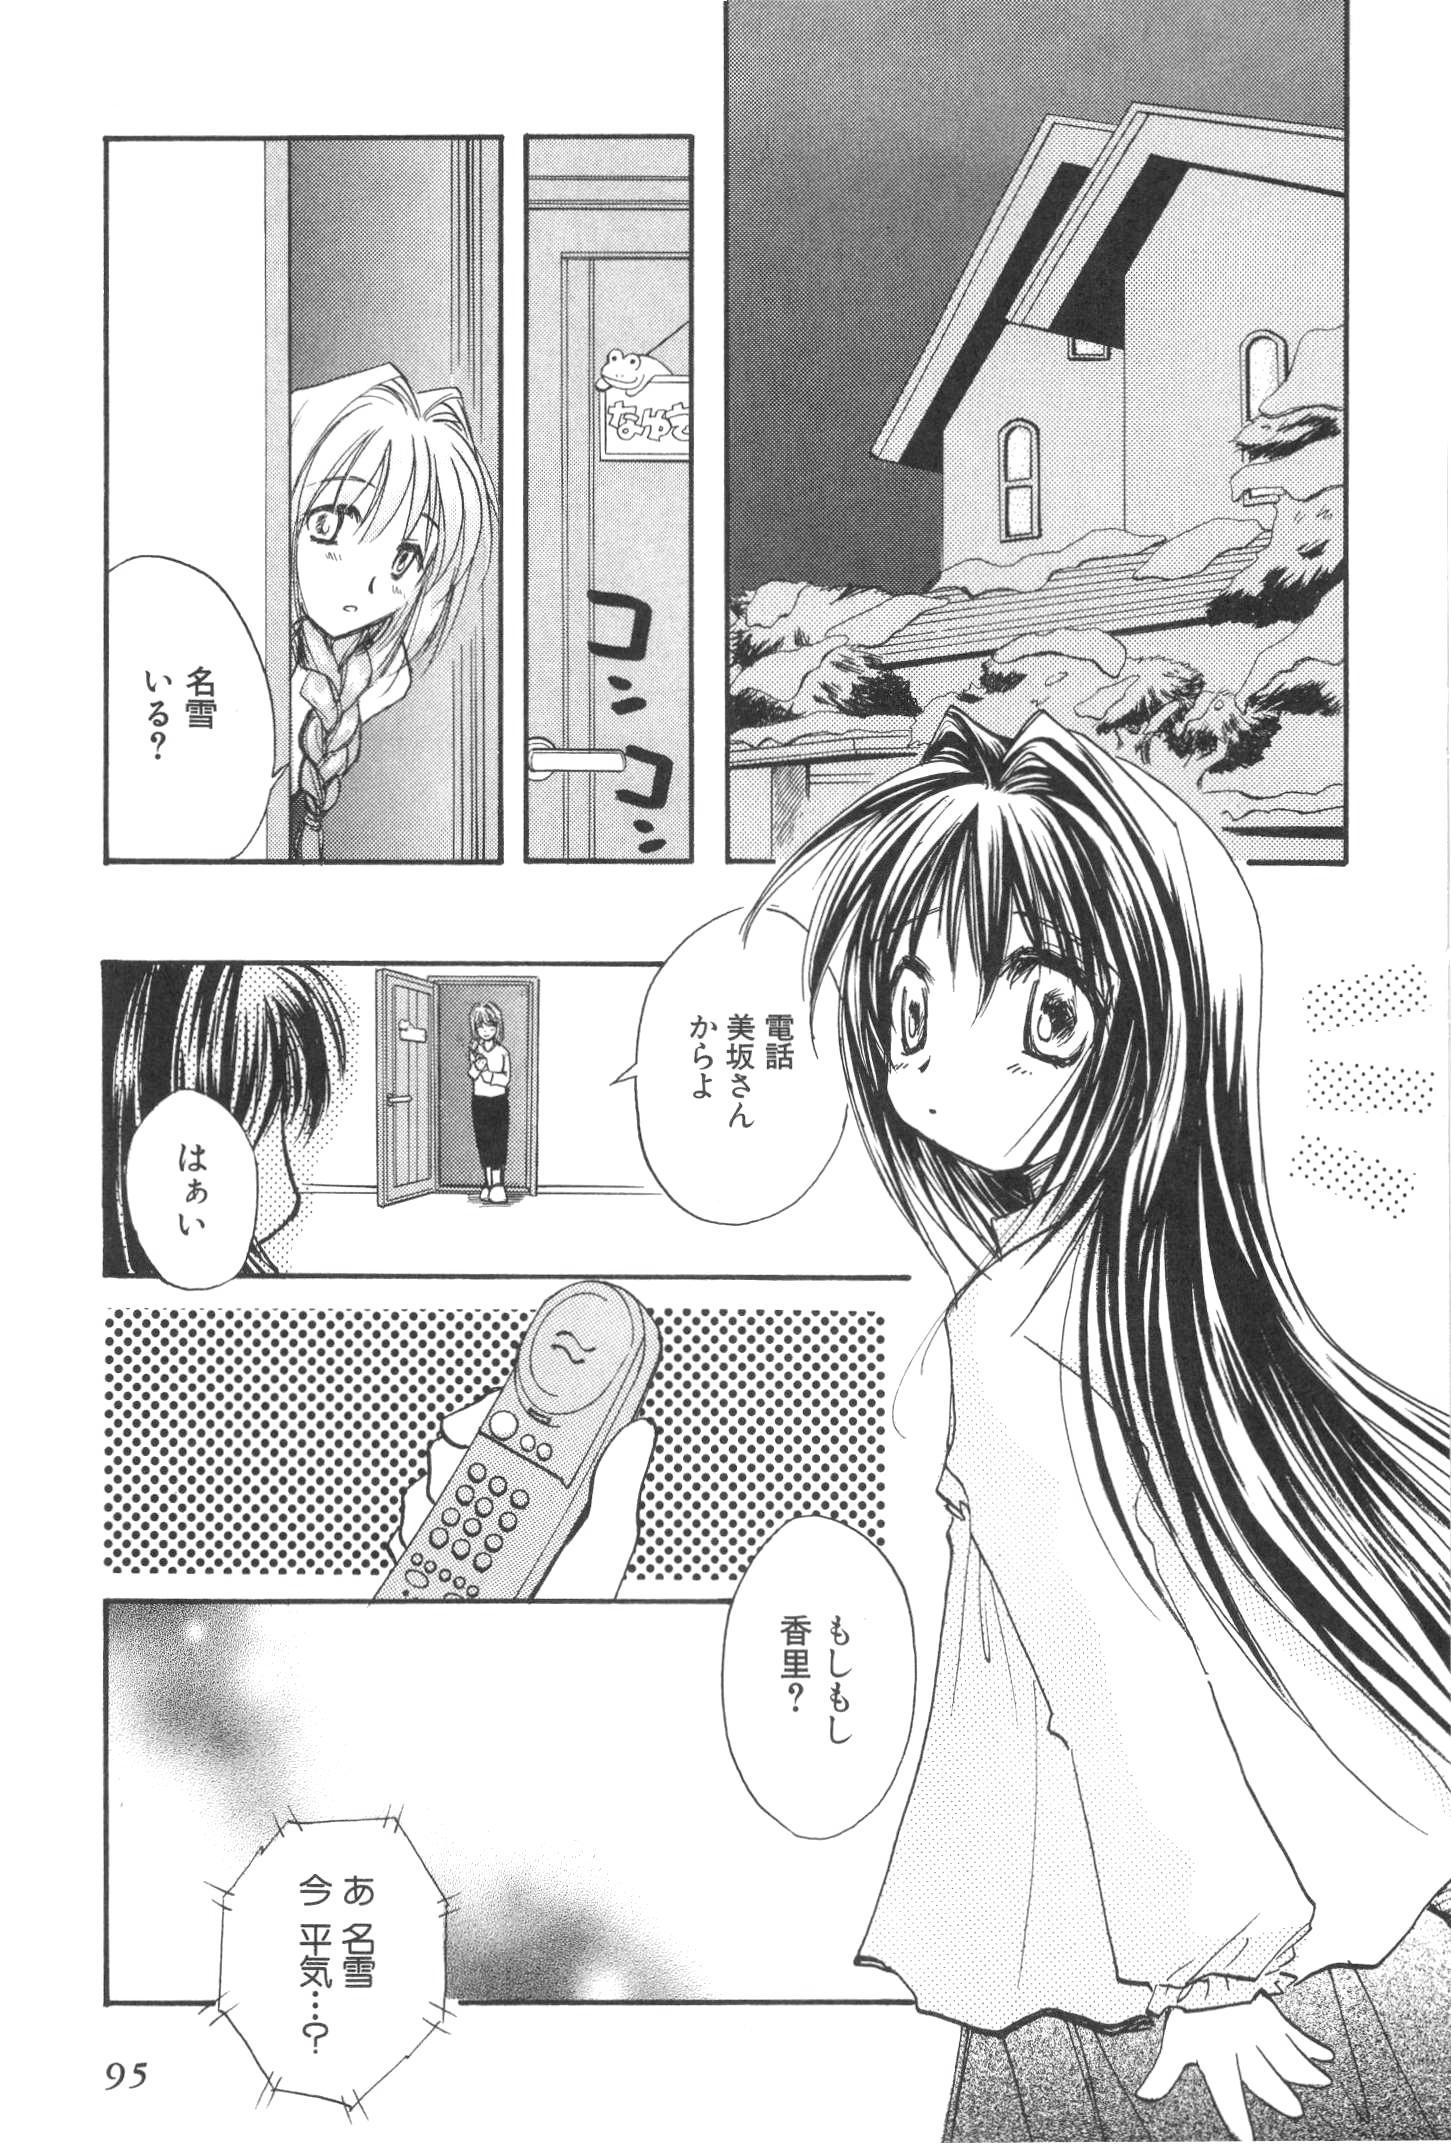 なゆき
コン
コン
名雪
いる?
電話
美坂さん
からよ
はぁい
もしもし
香里?
あ 名雪
今 平気…?
95